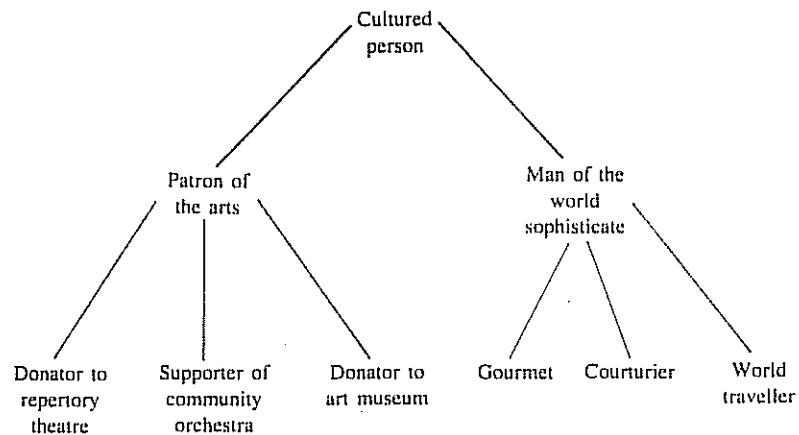 Cultured
person
Patron of
the arts
Man of the
world
sophisticate
Donator to
repertory
theatre
Supporter of
community
orchestra
Donator to
art museum
Gourmet
Courturier
World
traveller